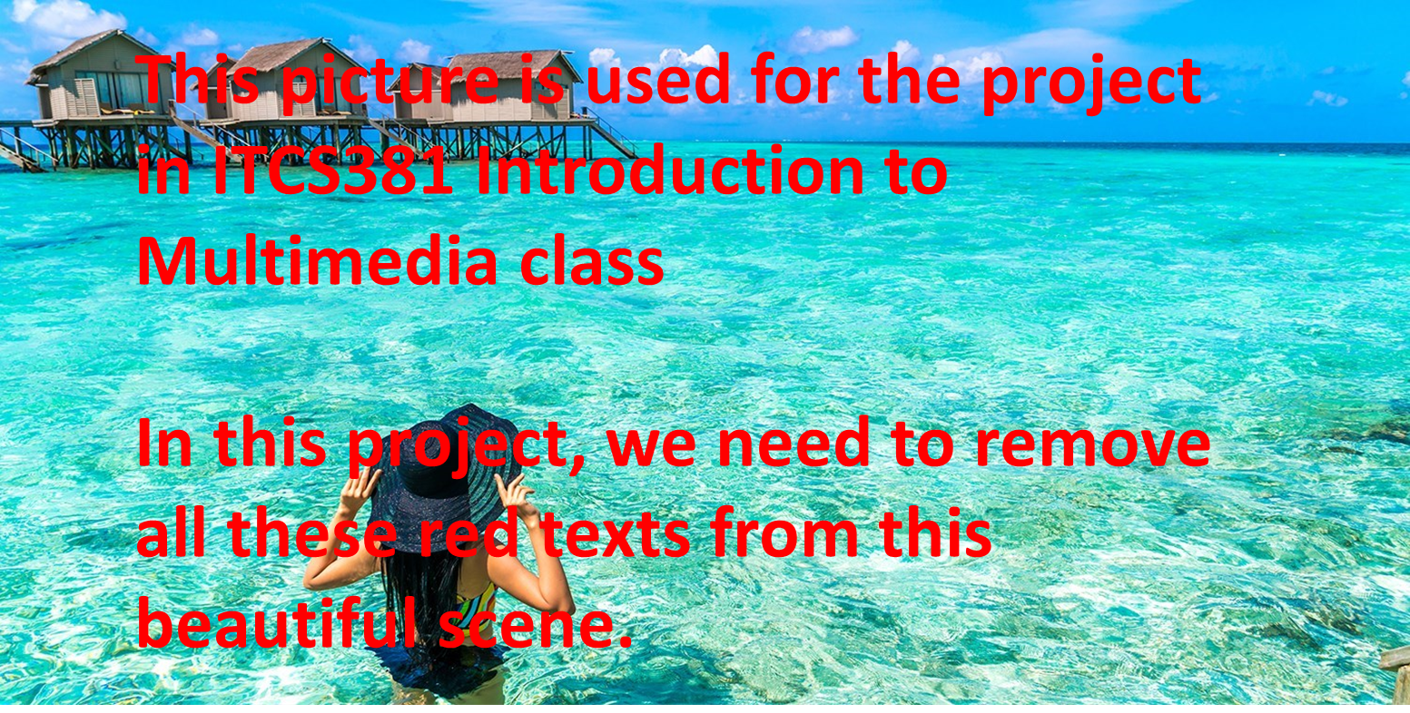 This picture is used for the project
in ITCS381 Introduction to
Multimedia class
In this project, we need to remove
all these red texts from this
beautiful scene.